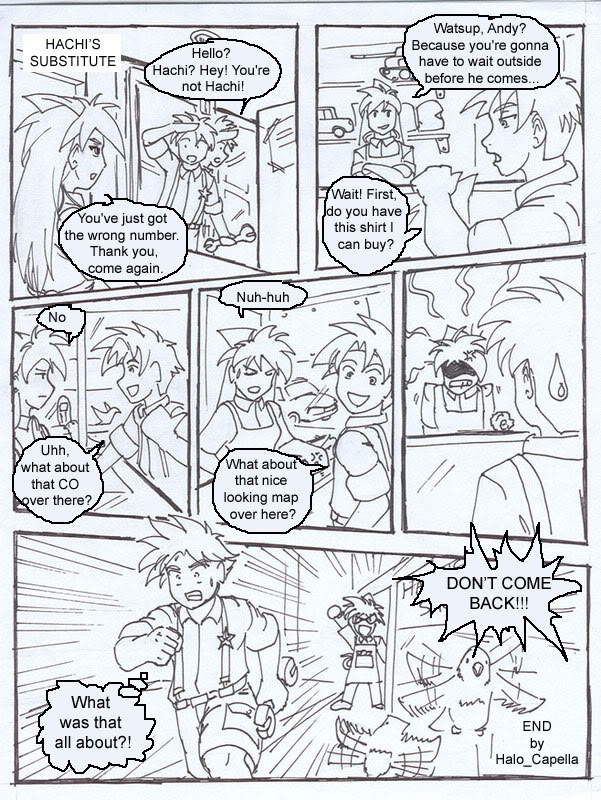 HACHI'S
SUBSTITUTE
Hello?
Hachi? Hey! You're
not Hachi!
You've just got
the wrong number.
Thank you,
come again.
Watsup, Andy?
Because you're gonna
have to wait outside
before he comes...
Wait! First,
do you have
this shirt I
can buy?
No
Uhh,
what about
that CO
over there?
Nuh-huh
What about
that nice
looking map
over here?
DON'T COME
BACK!!!
What
was that
all about?!
END
by
Halo_Capella